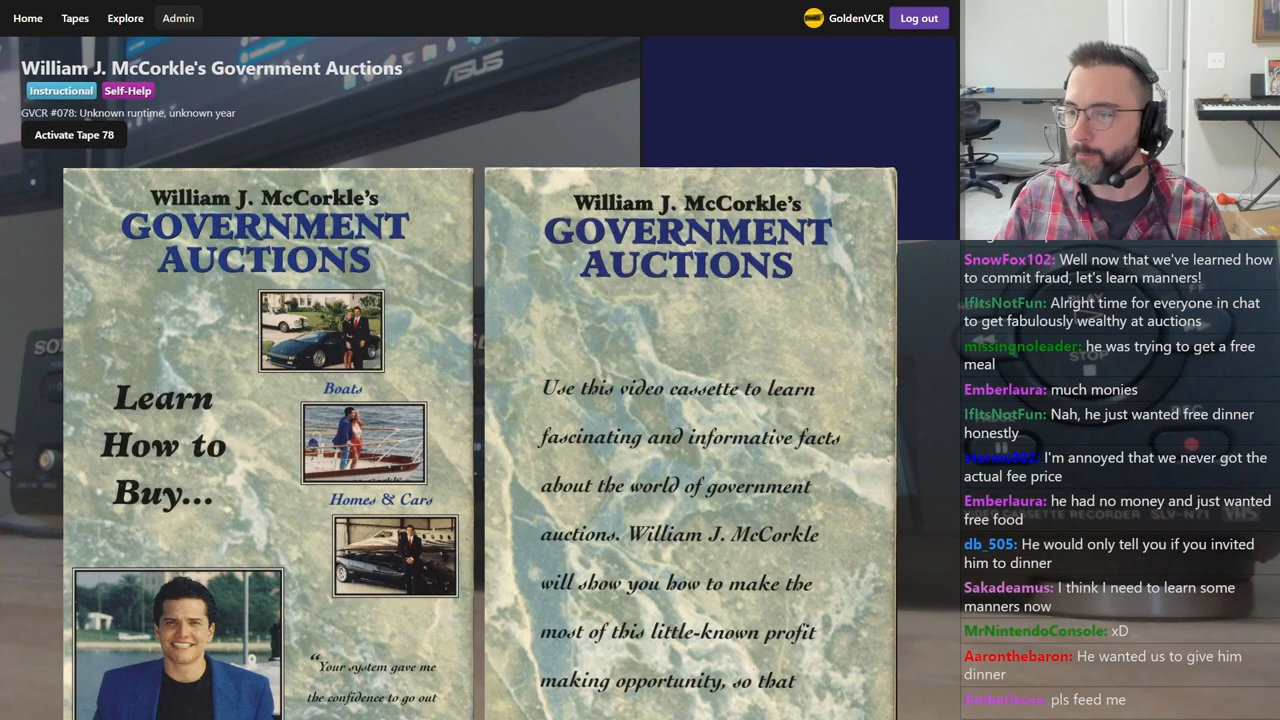 Home
Tapes
Explore
Admin
GoldenVCR
Log out
William J. McCorkle's Government Auctions
Instructional
Self-Help
GVCR #078: Unknown runtime, unknown year
Activate Tape 78
ASUS
William J. McCorkle's
GOVERNMENT
AUCTIONS
Boats
Learn
How to
Buy...
Homes & Cars
“Your system gave me
the confidence to go out
William J. McCorkle's
GOVERNMENT
AUCTIONS
Use this video cassette to learn
fascinating and informative facts
about the world of government
auctions. William J. McCorkle
will show you how to make the
most of this little-known profit
making opportunity, so that
SnowFox102: Well now that we've learned how
to commit fraud, let's learn manners!
IfItsNotFun: Alright time for everyone in chat
to get fabulously wealthy at auctions
missingnoleader: he was trying to get a free
meal
STOP
Emberlaura: much monies
IfItsNotFun: Nah, he just wanted free dinner
honestly
I'm annoyed that we never got the
actual fee price
Emberlaura: he had no money and just wanted
free food
CASSETTE RECORDER SLV-N71 VHS
db_505: He would only tell you if you invited
him to dinner
Sakadeamus: I think I need to learn some
manners now
MrNintendoConsole: xD
Aaronthebaron: He wanted us to give him
dinner
Emberlaura: pls feed me